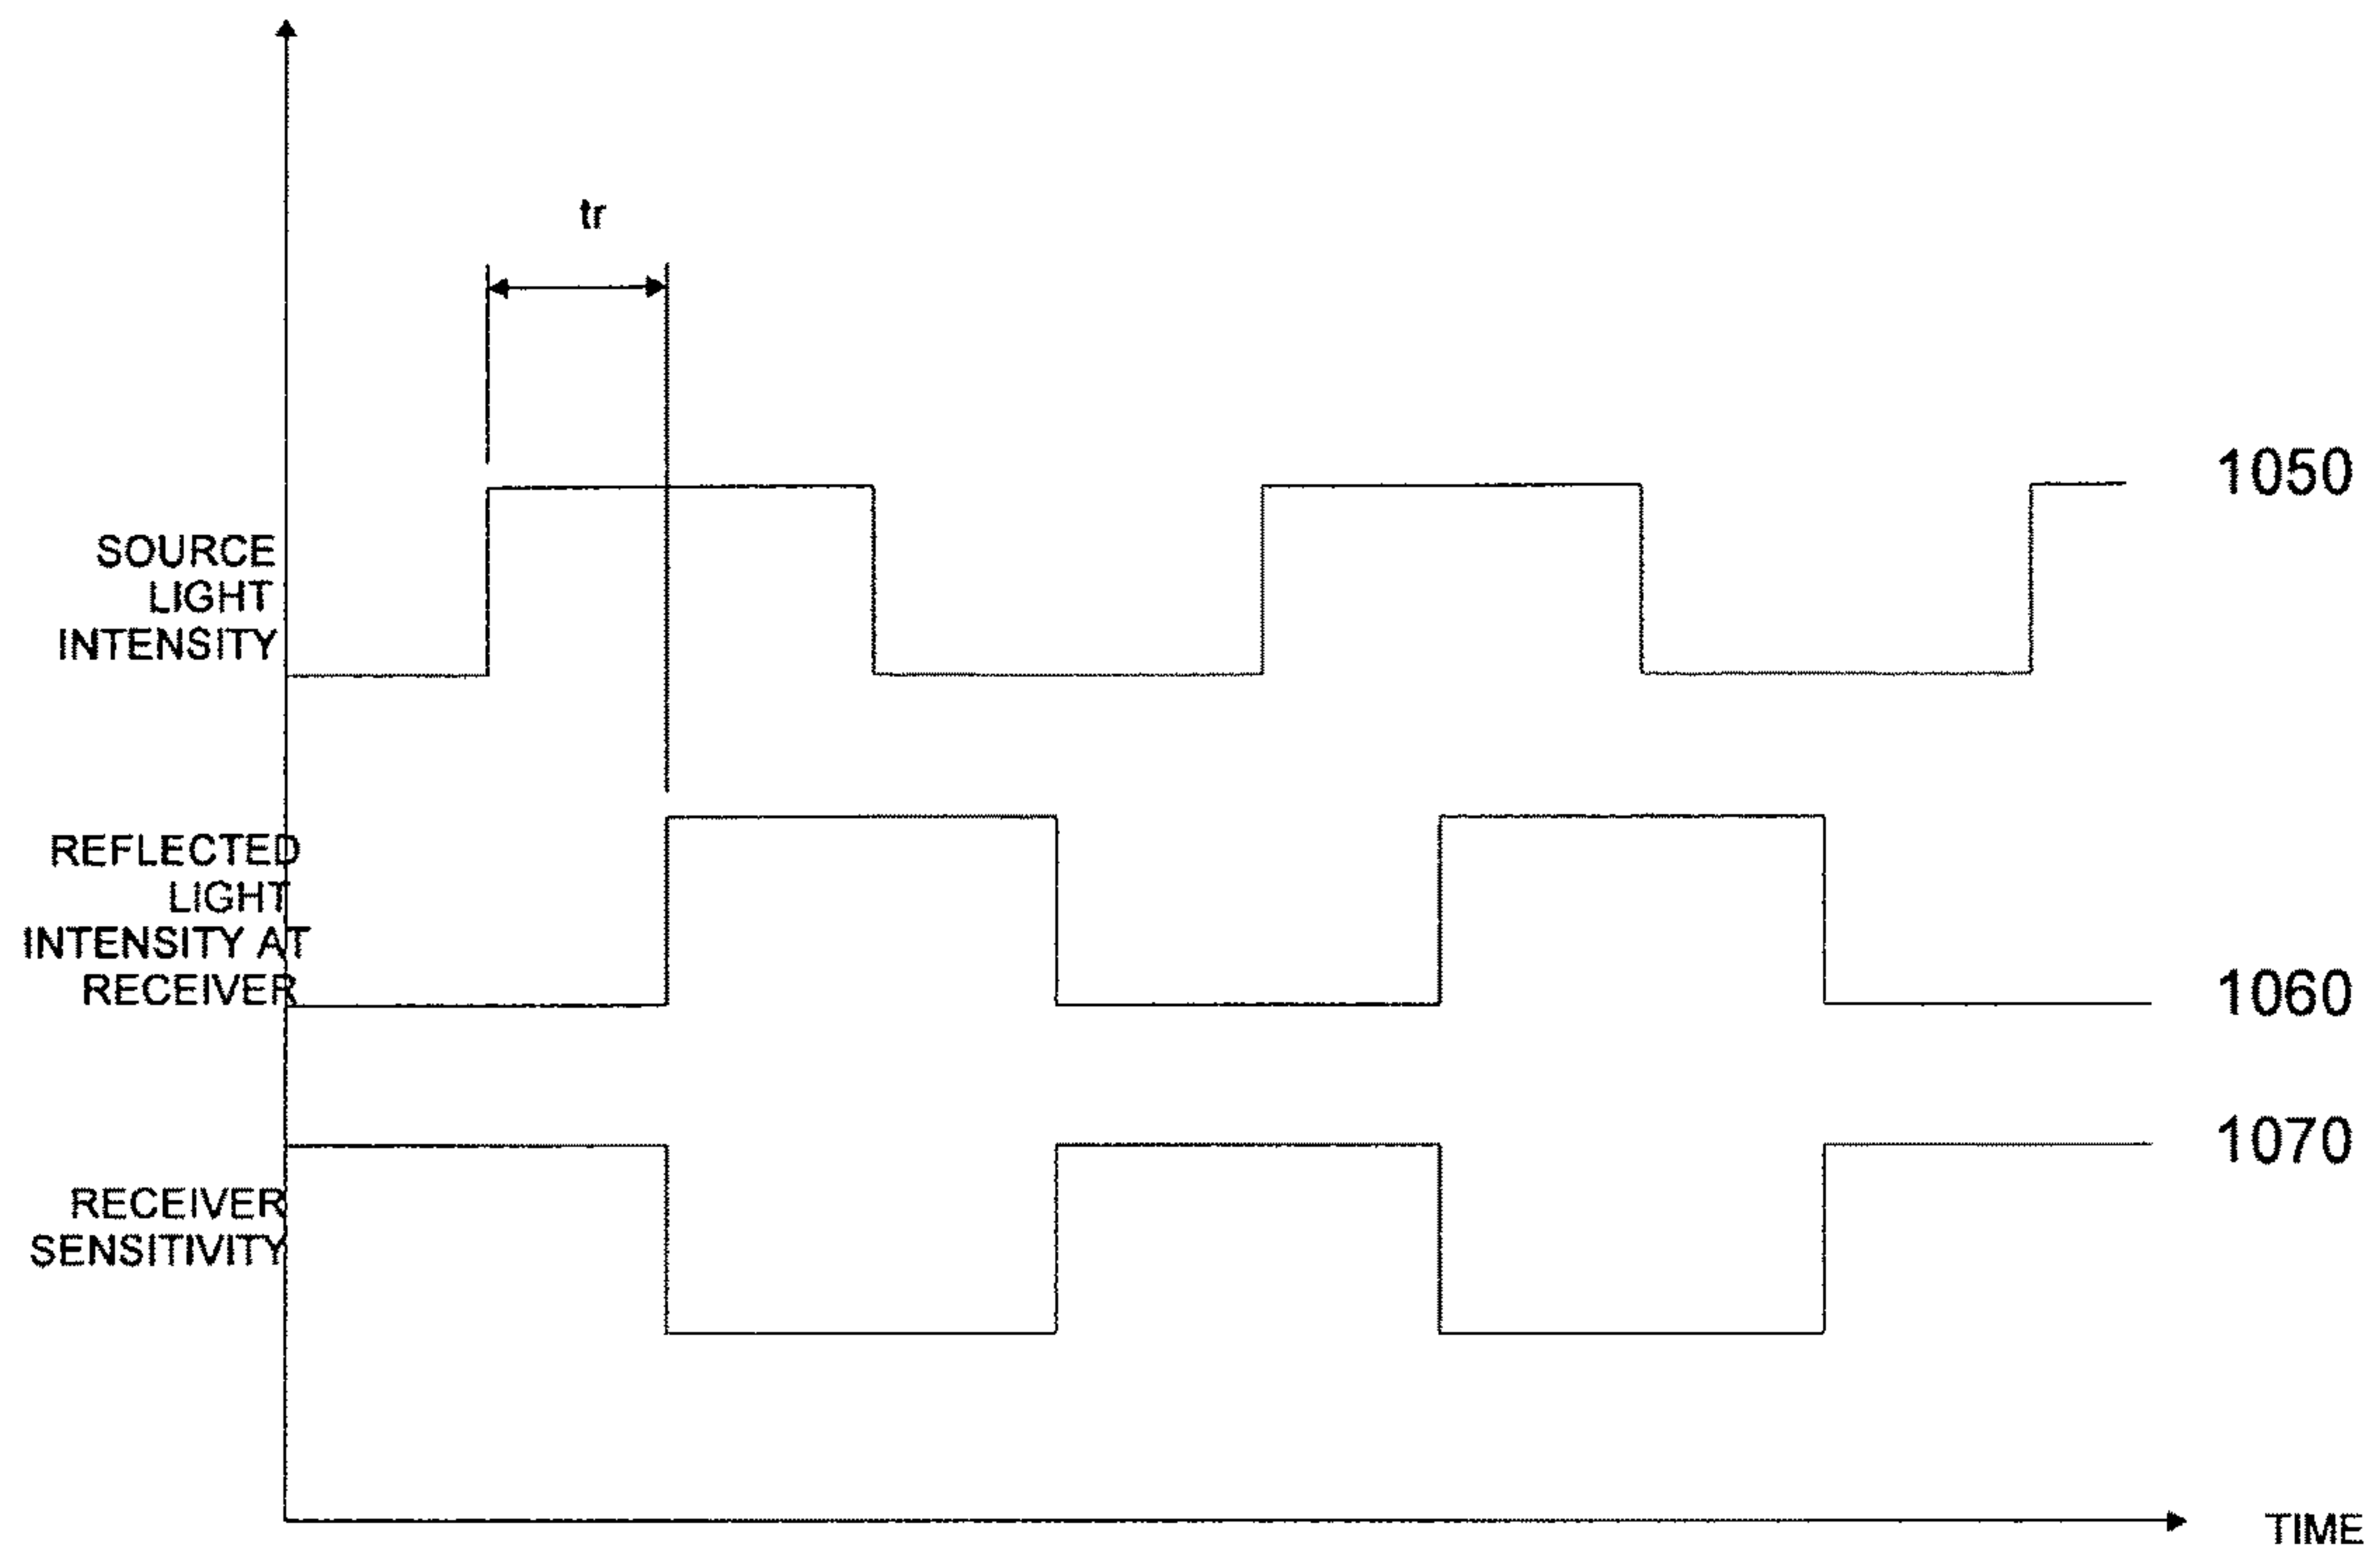 tr
1050
SOURCE
LIGHT
INTENSITY
REFLECTED
LIGHT
INTENSITY AT
RECEIVER
1060
1070
RECEIVER
SENSITIVITY
TIME